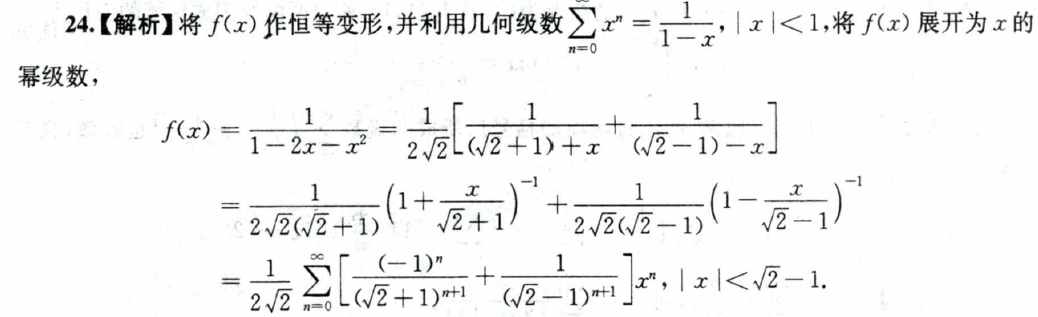 24.【解析】将 f(x) 作恒等变形,并利用几何级数 $\sum_{n=0}^{\infty} x^n = \frac{1}{1-x}$, | x |<1,将 f(x) 展开为 x 的
幂级数,
$f(x) = \frac{1}{1-2x-x^2} = \frac{1}{2\sqrt{2}}\left[\frac{1}{(\sqrt{2}+1)+x} + \frac{1}{(\sqrt{2}-1)-x}\right]$
$= \frac{1}{2\sqrt{2}(\sqrt{2}+1)}\left(1+\frac{x}{\sqrt{2}+1}\right)^{-1} + \frac{1}{2\sqrt{2}(\sqrt{2}-1)}\left(1-\frac{x}{\sqrt{2}-1}\right)^{-1}$
$= \frac{1}{2\sqrt{2}} \sum_{n=0}^{\infty}\left[\frac{(-1)^n}{(\sqrt{2}+1)^{n+1}} + \frac{1}{(\sqrt{2}-1)^{n+1}}\right]x^n, | x |<\sqrt{2}-1.$